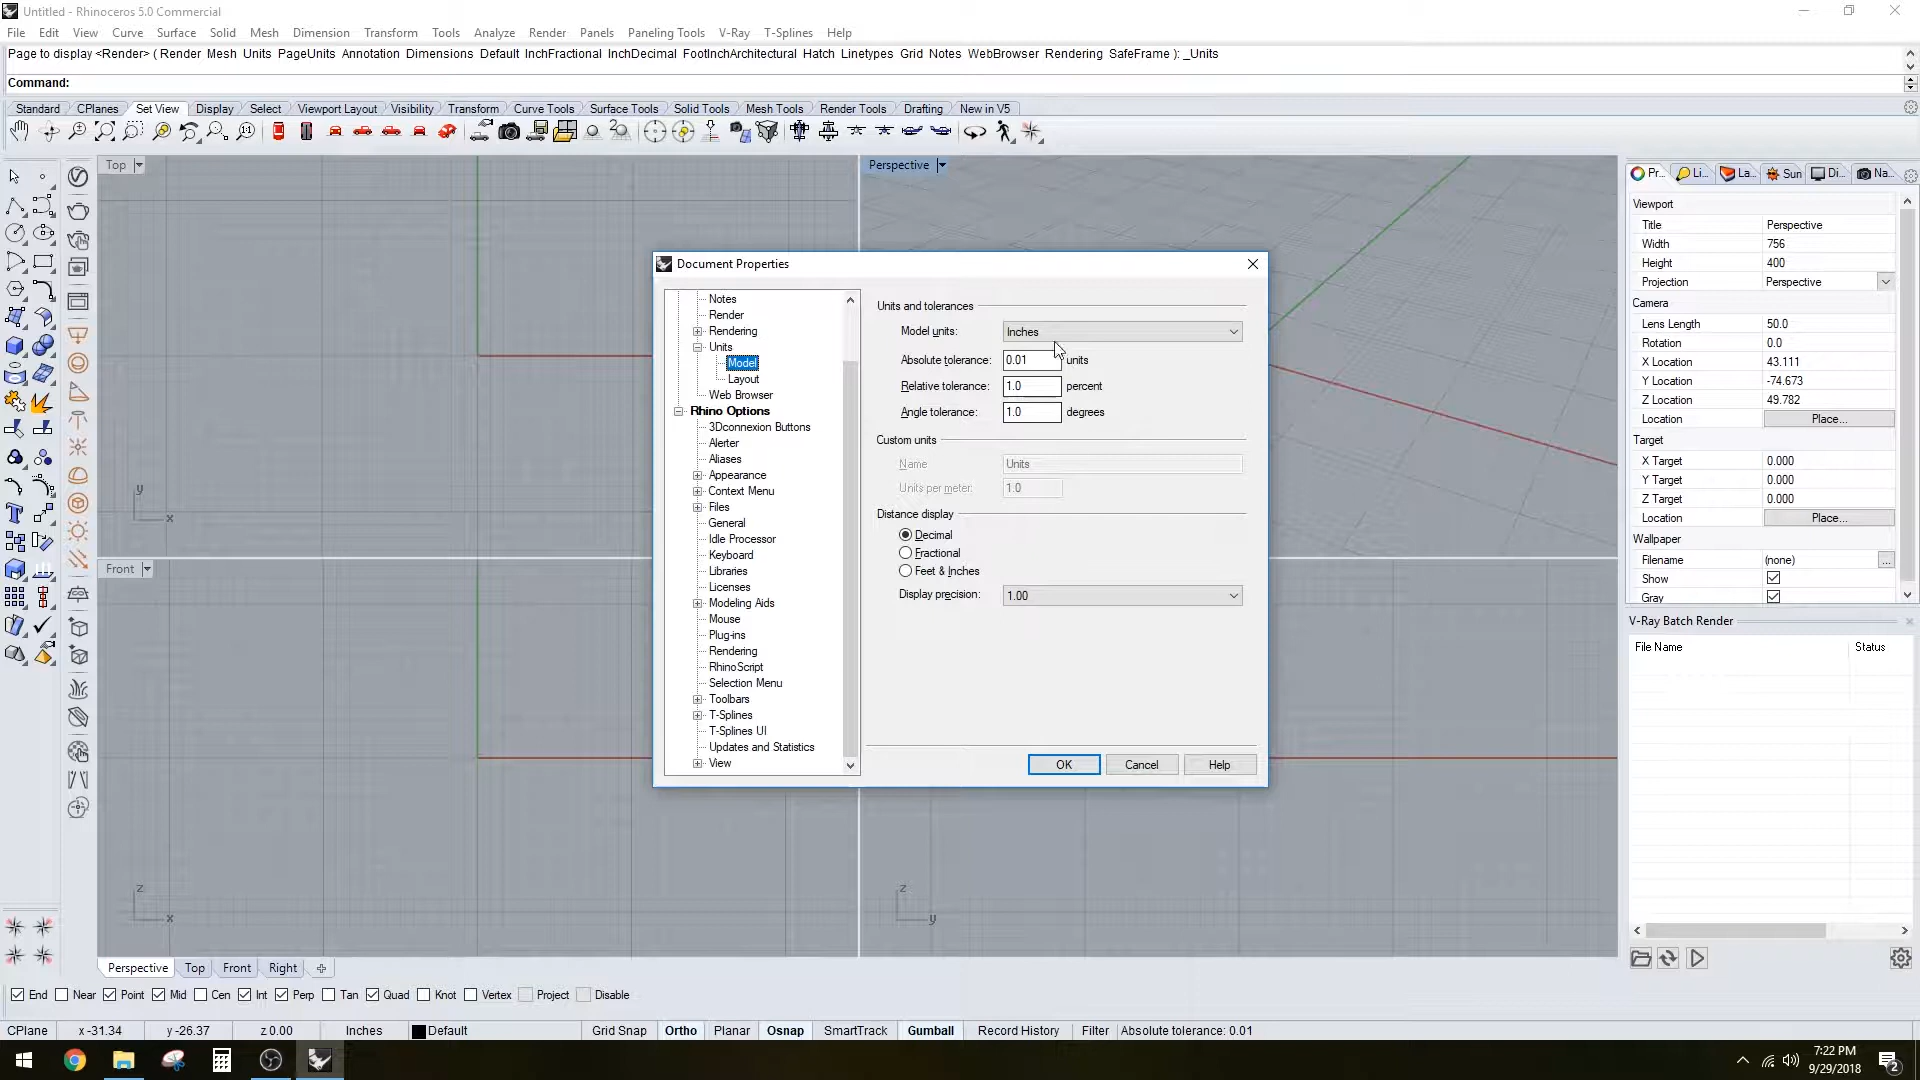 Untitled - Rhinoceros 5.0 Commercial
File Edit View Curve Surface Solid Mesh Dimension Transform Tools Analyze Render Panels Paneling Tools V-Ray T-Splines Help
Page to display <Render> ( Render Mesh Units PageUnits Annotation Dimensions Default InchFractional InchDecimal FootInchArchitectural Hatch Linetypes Grid Notes WebBrowser Rendering SafeFrame ): _Units
Command:
Standard CPlanes Set View Display Select Viewport Layout Visibility Transform Curve Tools Surface Tools Solid Tools Mesh Tools Render Tools Drafting New in V5
Top
Perspective
Front
y
x
z
x
z
y
Document Properties
Notes
Render
Rendering
Units
Model
Layout
Web Browser
Rhino Options
3Dconnexion Buttons
Alerter
Aliases
Appearance
Context Menu
Files
General
Idle Processor
Keyboard
Libraries
Licenses
Modeling Aids
Mouse
Plug-ins
Rendering
RhinoScript
Selection Menu
Toolbars
T-Splines
T-Splines UI
Updates and Statistics
View
Units and tolerances
Model units: Inches
Absolute tolerance: 0.01 units
Relative tolerance: 1.0 percent
Angle tolerance: 1.0 degrees
Custom units
Name Units
Units per meter: 1.0
Distance display
Decimal
Fractional
Feet & Inches
Display precision: 1.00
OK Cancel Help
Pr... Li... La... Sun Di... Na...
Viewport
Title Perspective
Width 756
Height 400
Projection Perspective
Camera
Lens Length 50.0
Rotation 0.0
X Location 43.111
Y Location -74.673
Z Location 49.782
Location Place...
Target
X Target 0.000
Y Target 0.000
Z Target 0.000
Location Place...
Wallpaper
Filename (none) ...
Show
Gray
V-Ray Batch Render
File Name Status
Perspective Top Front Right
End Near Point Mid Cen Int Perp Tan Quad Knot Vertex Project Disable
CPlane x -31.34 y -26.37 z 0.00 Inches Default Grid Snap Ortho Planar Osnap SmartTrack Gumball Record History Filter Absolute tolerance: 0.01
7:22 PM
9/29/2018
2